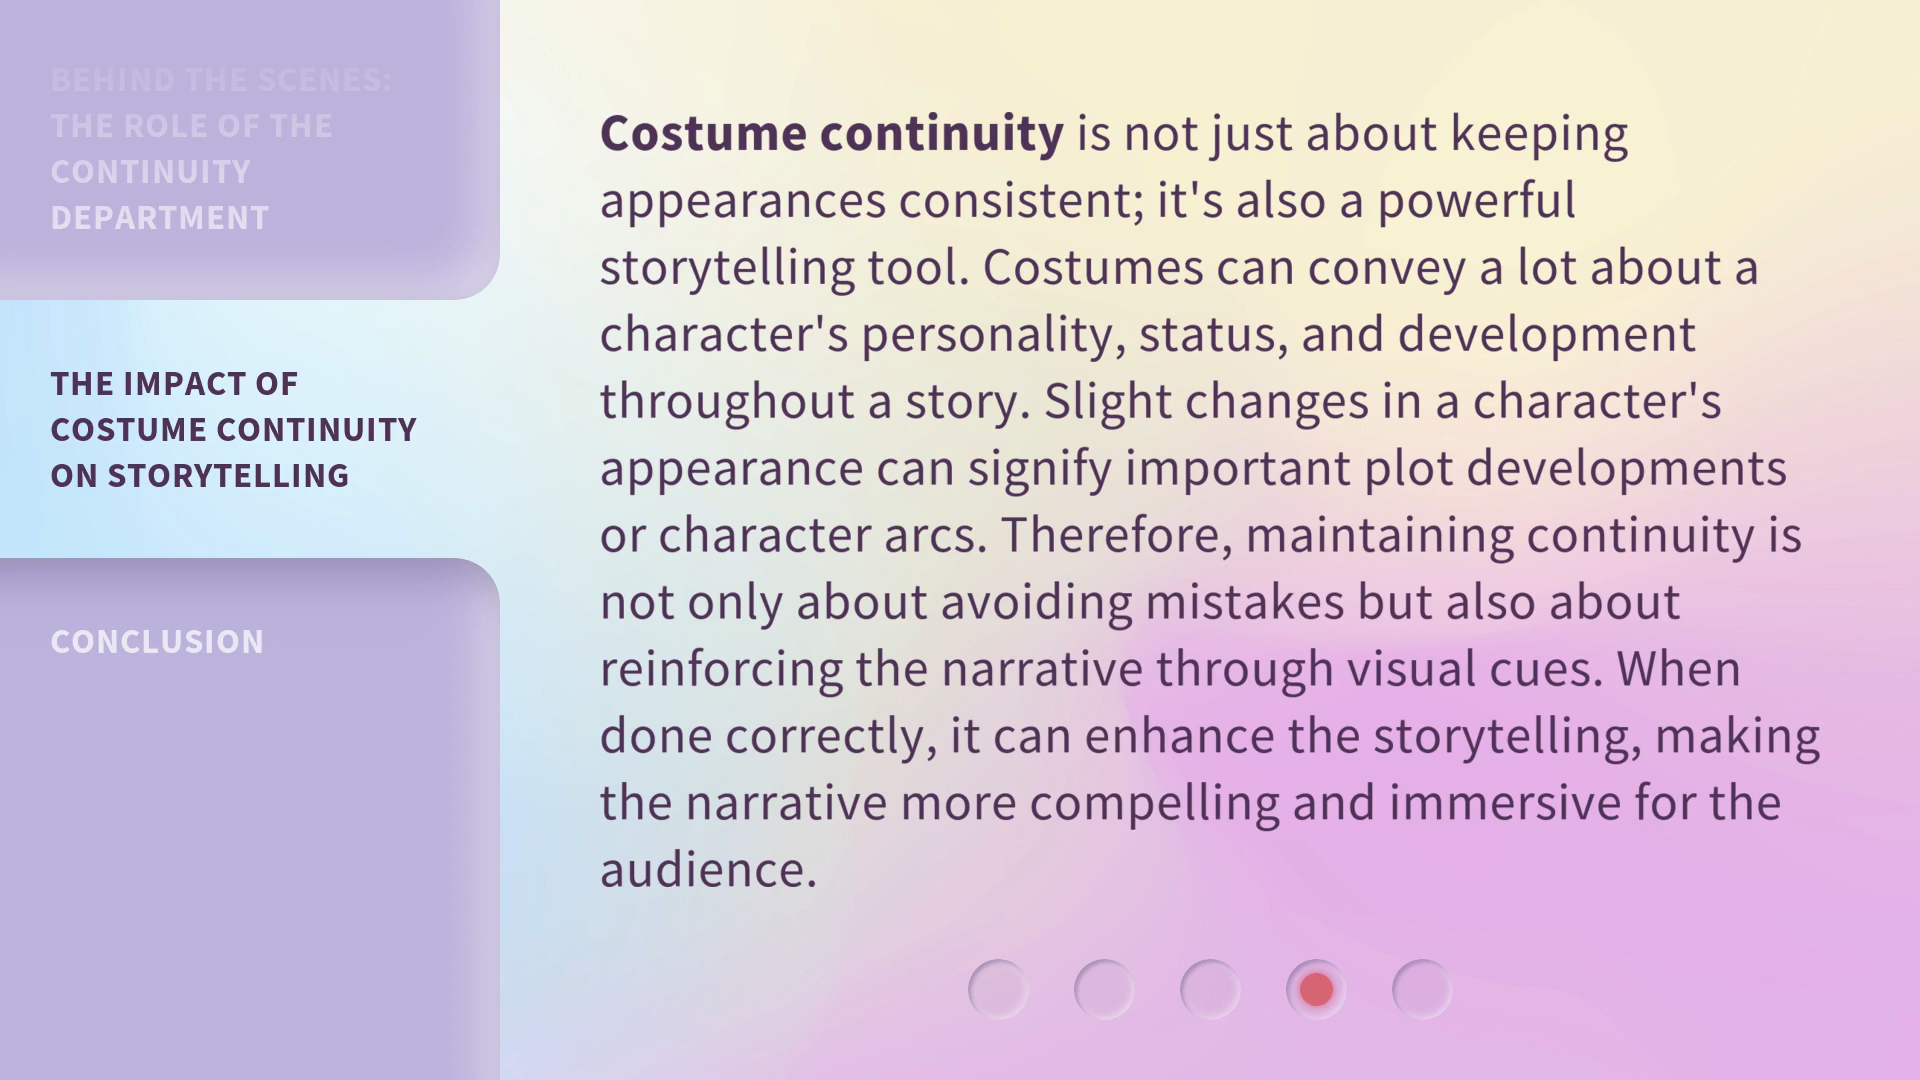 BEHIND THE SCENES:
THE ROLE OF THE
CONTINUITY
DEPARTMENT
THE IMPACT OF
COSTUME CONTINUITY
ON STORYTELLING
CONCLUSION
Costume continuity is not just about keeping
appearances consistent; it's also a powerful
storytelling tool. Costumes can convey a lot about a
character's personality, status, and development
throughout a story. Slight changes in a character's
appearance can signify important plot developments
or character arcs. Therefore, maintaining continuity is
not only about avoiding mistakes but also about
reinforcing the narrative through visual cues. When
done correctly, it can enhance the storytelling, making
the narrative more compelling and immersive for the
audience.